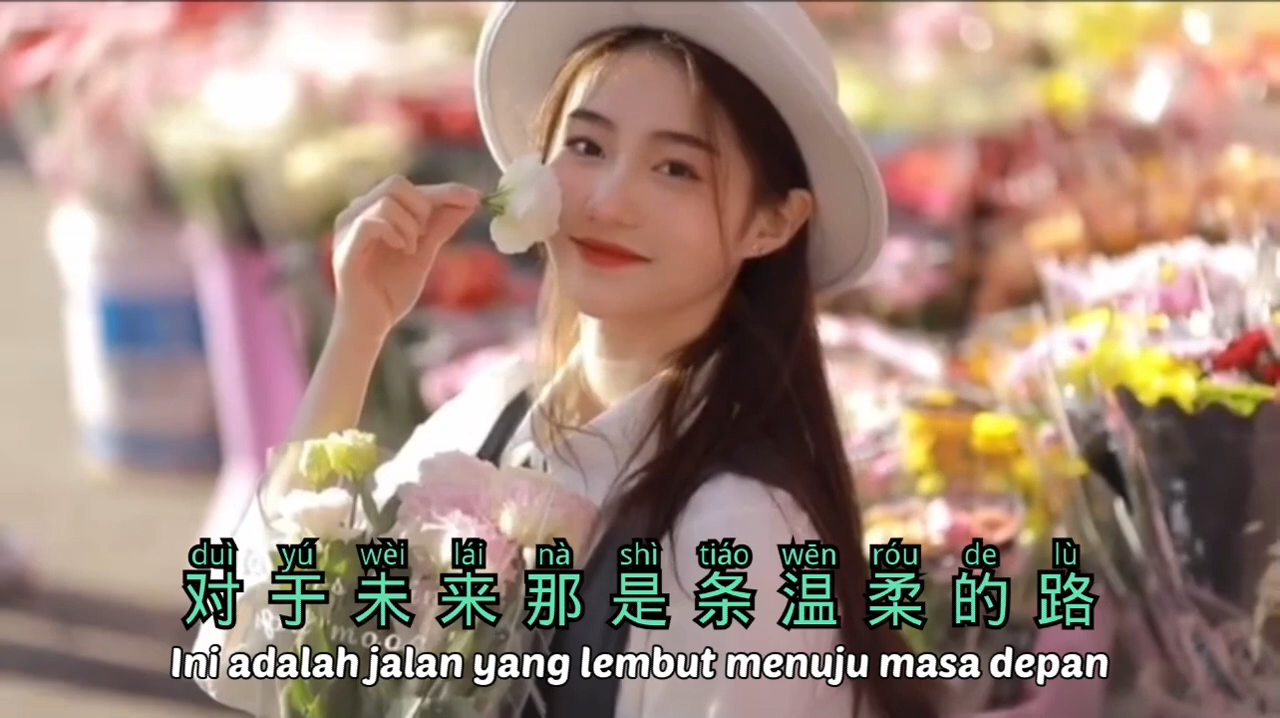 duì yú wèi lái nà shì tiáo wēn róu de lù
对于未来那是条温柔的路
Ini adalah jalan yang lembut menuju masa depan